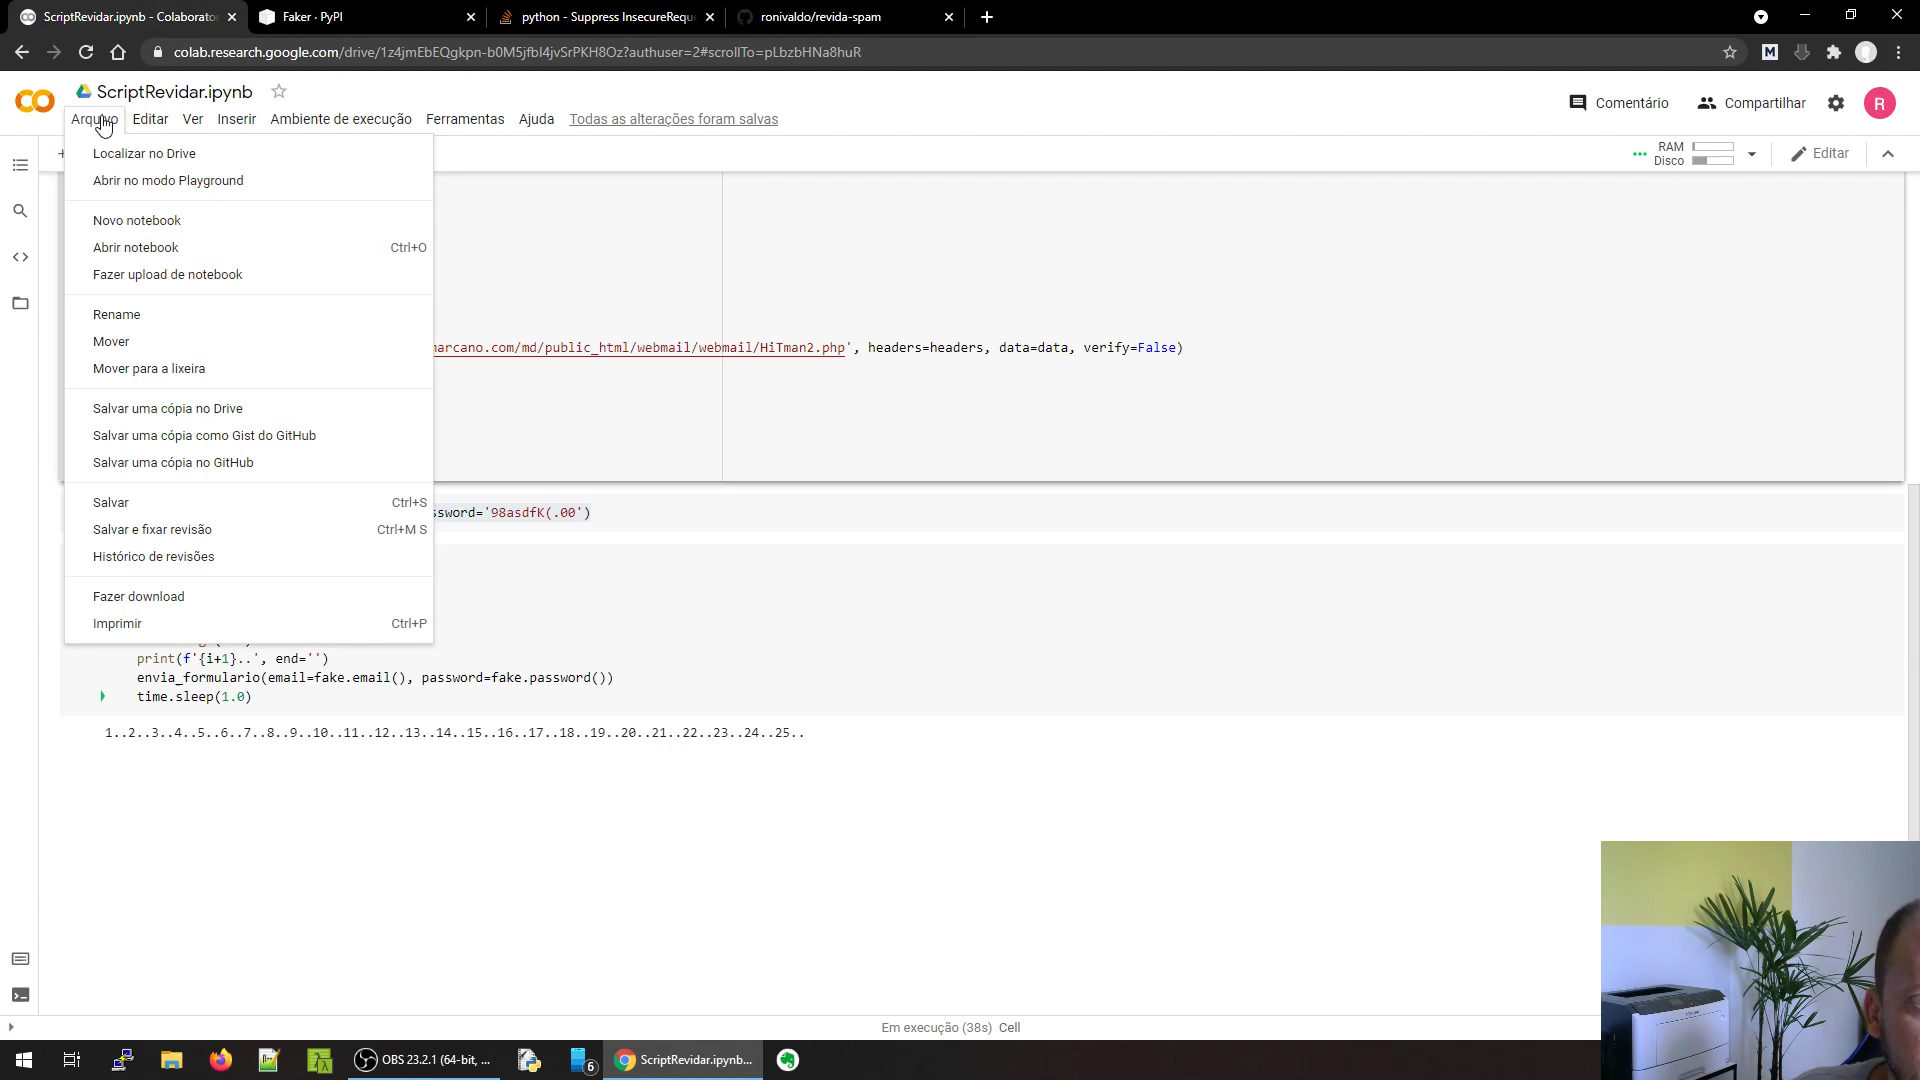 ScriptRevidar.ipynb - Colaborato
Faker · PyPI
python - Suppress InsecureReque
ronivaldo/revida-spam
colab.research.google.com/drive/1z4jmEbEQgkpn-b0M5jfbl4jvSrPKH8Oz?authuser=2#scrollTo=pLbzbHNa8huR
ScriptRevidar.ipynb
Comentário
Compartilhar
R
Arquivo Editar Ver Inserir Ambiente de execução Ferramentas Ajuda Todas as alterações foram salvas
RAM
Disco
Editar
Localizar no Drive
Abrir no modo Playground
Novo notebook
Abrir notebook Ctrl+O
Fazer upload de notebook
Rename
Mover
marcano.com/md/public_html/webmail/webmail/HiTman2.php', headers=headers, data=data, verify=False)
Mover para a lixeira
Salvar uma cópia no Drive
Salvar uma cópia como Gist do GitHub
Salvar uma cópia no GitHub
Salvar Ctrl+S
ssword='98asdfK(.00')
Salvar e fixar revisão Ctrl+M S
Histórico de revisões
Fazer download
Imprimir Ctrl+P
print(f'{i+1}..', end='')
envia_formulario(email=fake.email(), password=fake.password())
time.sleep(1.0)
1..2..3..4..5..6..7..8..9..10..11..12..13..14..15..16..17..18..19..20..21..22..23..24..25..
Em execução (38s) Cell
OBS 23.2.1 (64-bit, ...
6
ScriptRevidar.ipynb...